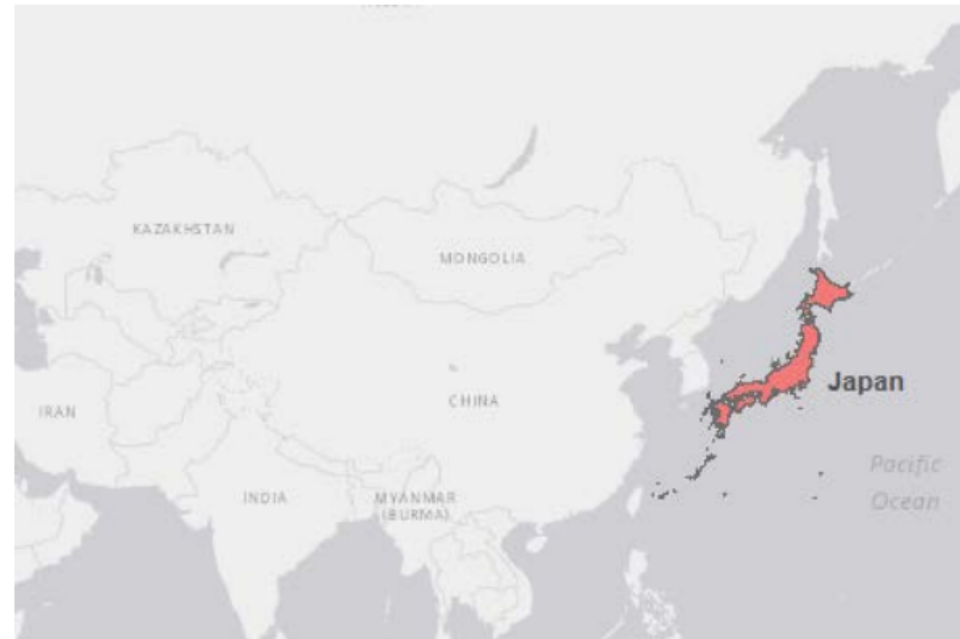 KAZAKHSTAN
MONGOLIA
Japan
CHINA
IRAN
Pacific
Ocean
INDIA
MYANMAR
(BURMA)